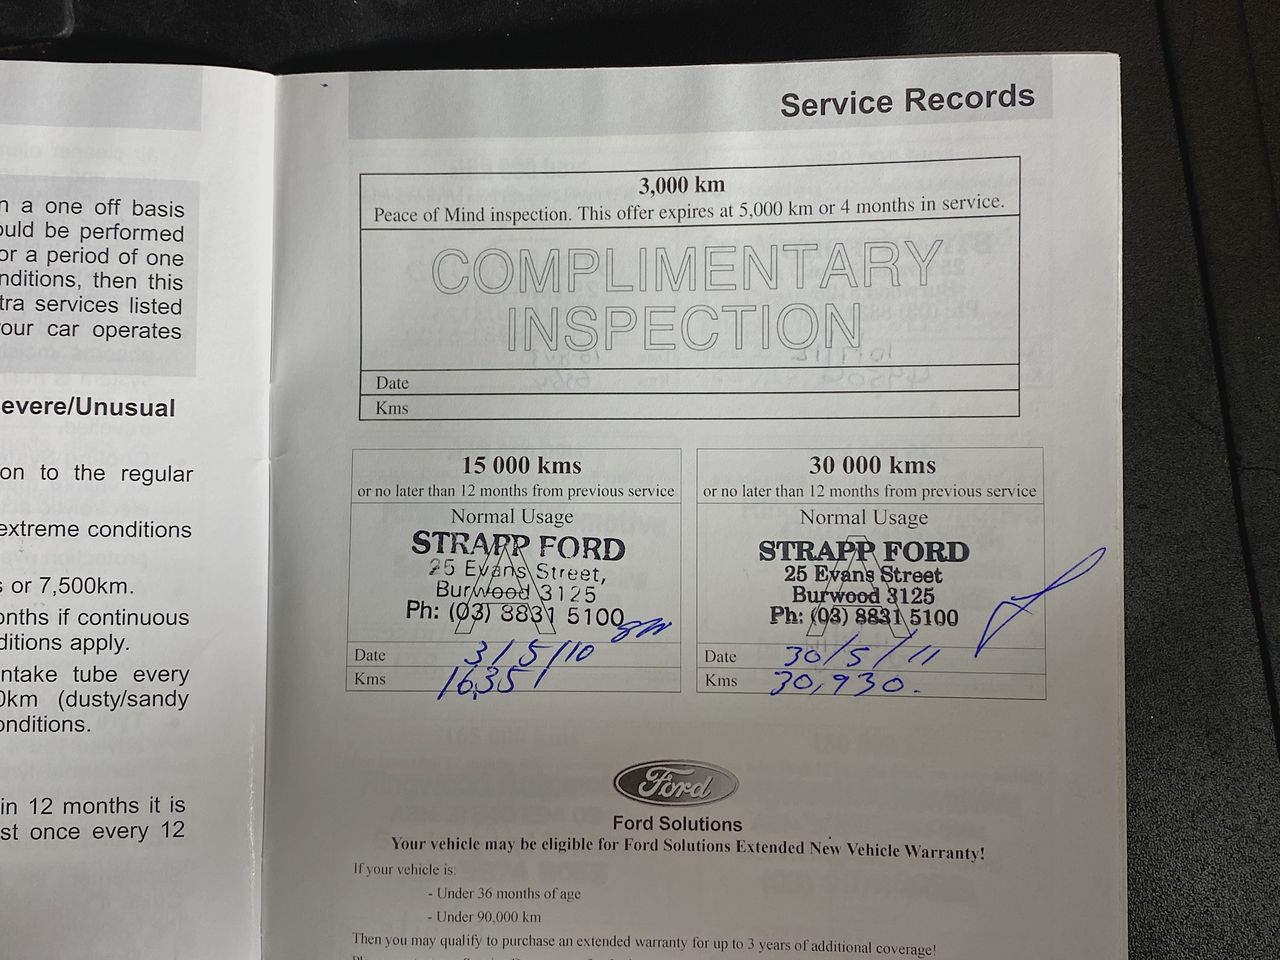 n a one off basis
ould be performed
or a period of one
nditions, then this
tra services listed
your car operates
evere/Unusual
on to the regular
extreme conditions
s or 7,500km.
onths if continuous
ditions apply.
ntake tube every
0km (dusty/sandy
onditions.
in 12 months it is
st once every 12
Service Records
3,000 km
Peace of Mind inspection. This offer expires at 5,000 km or 4 months in service.
COMPLIMENTARY
INSPECTION
Date
Kms
15 000 kms
or no later than 12 months from previous service
Normal Usage
A
STRAPP FORD
25 Evans Street,
Burwood 3125
Ph: (03) 8831 5100
Date 3/5/10
Kms 16,351
30 000 kms
or no later than 12 months from previous service
Normal Usage
A
STRAPP FORD
25 Evans Street
Burwood 3125
Ph: (03) 8831 5100
Date 30/5/11
Kms 30,930.
Ford
Ford Solutions
Your vehicle may be eligible for Ford Solutions Extended New Vehicle Warranty!
If your vehicle is:
- Under 36 months of age
- Under 90,000 km
Then you may qualify to purchase an extended warranty for up to 3 years of additional coverage!